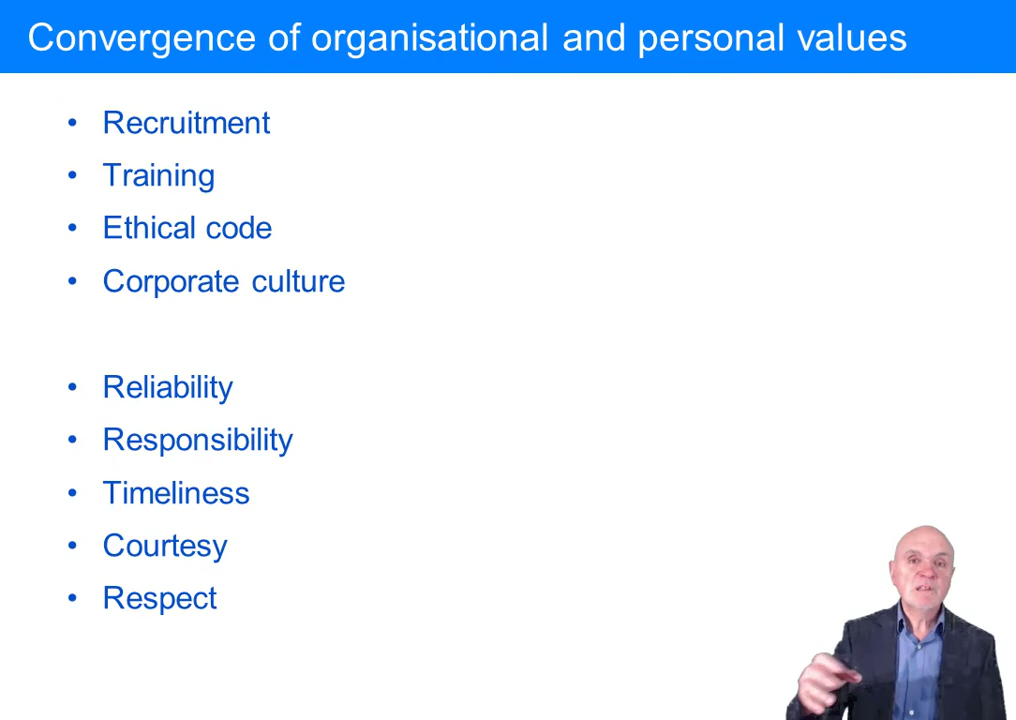 Convergence of organisational and personal values
• Recruitment
• Training
• Ethical code
• Corporate culture
• Reliability
• Responsibility
• Timeliness
• Courtesy
• Respect